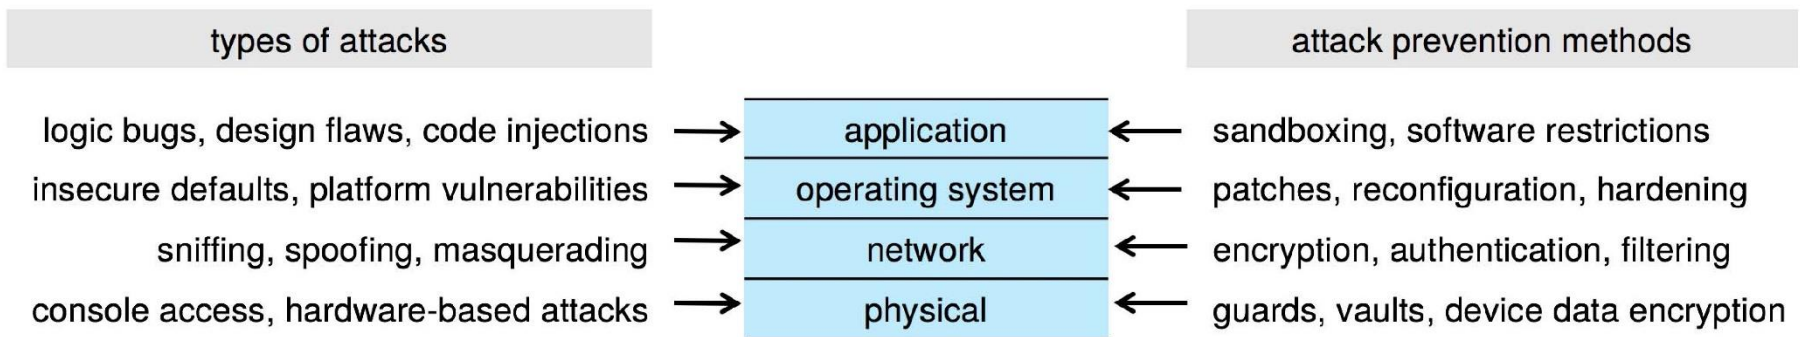 types of attacks
attack prevention methods
logic bugs, design flaws, code injections
application
sandboxing, software restrictions
insecure defaults, platform vulnerabilities
operating system
patches, reconfiguration, hardening
sniffing, spoofing, masquerading
network
encryption, authentication, filtering
console access, hardware-based attacks
physical
guards, vaults, device data encryption